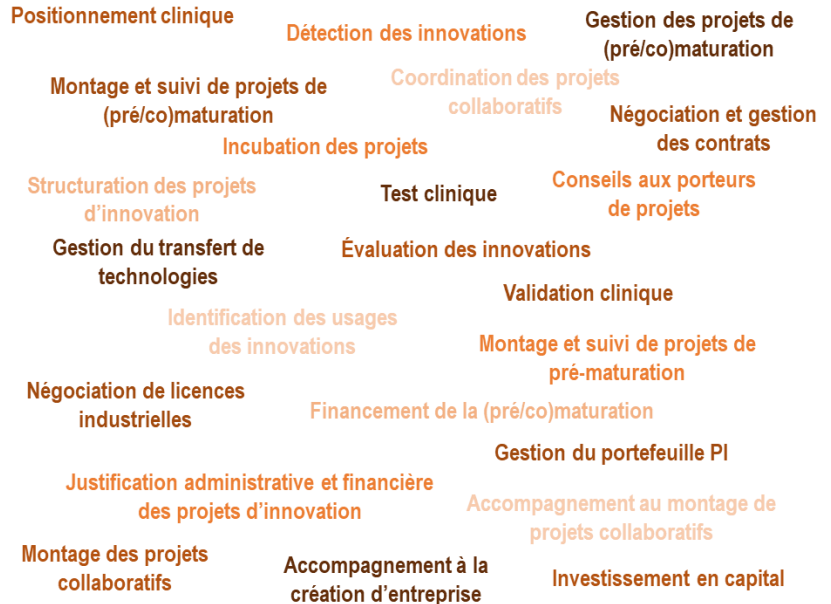 Positionnement clinique
Détection des innovations
Gestion des projets de
(pré/co)maturation
Montage et suivi de projets de
(pré/co)maturation
Coordination des projets
collaboratifs
Négociation et gestion
des contrats
Incubation des projets
Structuration des projets
d’innovation
Test clinique
Conseils aux porteurs
de projets
Gestion du transfert de
technologies
Évaluation des innovations
Validation clinique
Identification des usages
des innovations
Montage et suivi de projets de
pré-maturation
Négociation de licences
industrielles
Financement de la (pré/co)maturation
Gestion du portefeuille PI
Justification administrative et financière
des projets d’innovation
Accompagnement au montage de
projets collaboratifs
Montage des projets
collaboratifs
Accompagnement à la
création d’entreprise
Investissement en capital